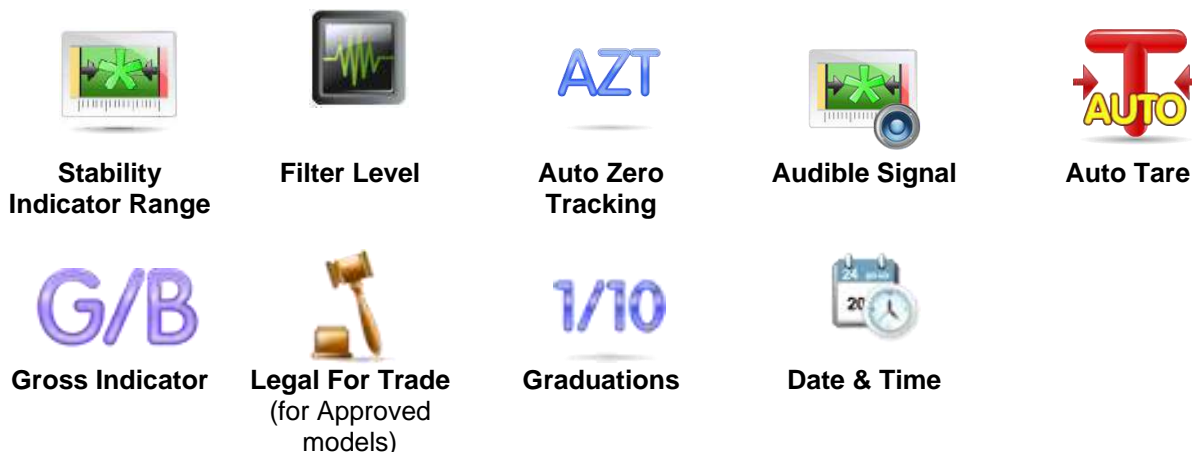 AZT
T
AUTO
Stability
Indicator Range
Filter Level
Auto Zero
Tracking
Audible Signal
Auto Tare
G/B
1/10
24
20
Gross Indicator
Legal For Trade
(for Approved
models)
Graduations
Date & Time